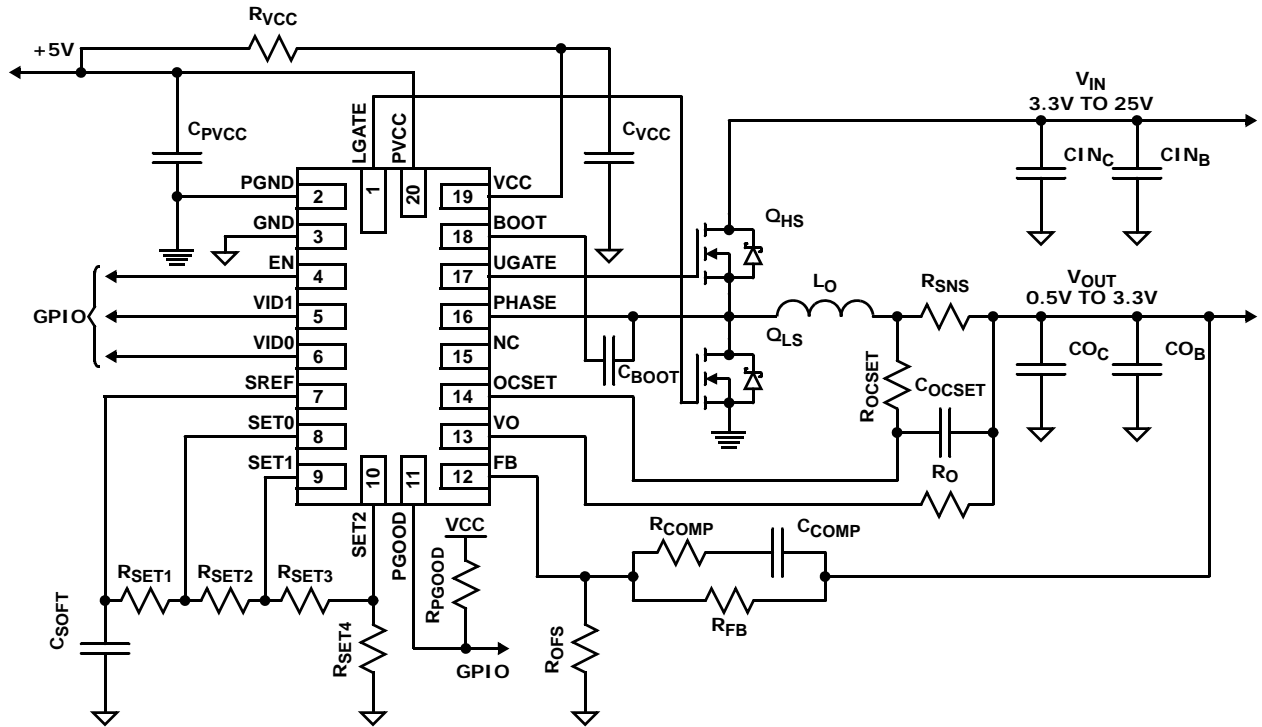 RVCC
+5V
VIN
3.3V TO 25V
CPVCC
LGATE
PVCC
CVCC
CINC
CINB
PGND
2
1
20
19
VCC
GND
3
18
BOOT
QHS
EN
4
17
UGATE
GPIO
VID1
5
16
PHASE
LO
RSNS
VOUT
0.5V TO 3.3V
VID0
6
15
NC
QLS
CBOOT
COC
COB
SREF
7
14
OCSET
ROCSET
COCSET
SET0
8
13
VO
SET1
9
10
11
12
FB
RO
SET2
PGOOD
VCC
RCOMP
CCOMP
RSET1
RSET2
RSET3
RPGOOD
RFB
CSOFT
RSET4
GPIO
ROFS